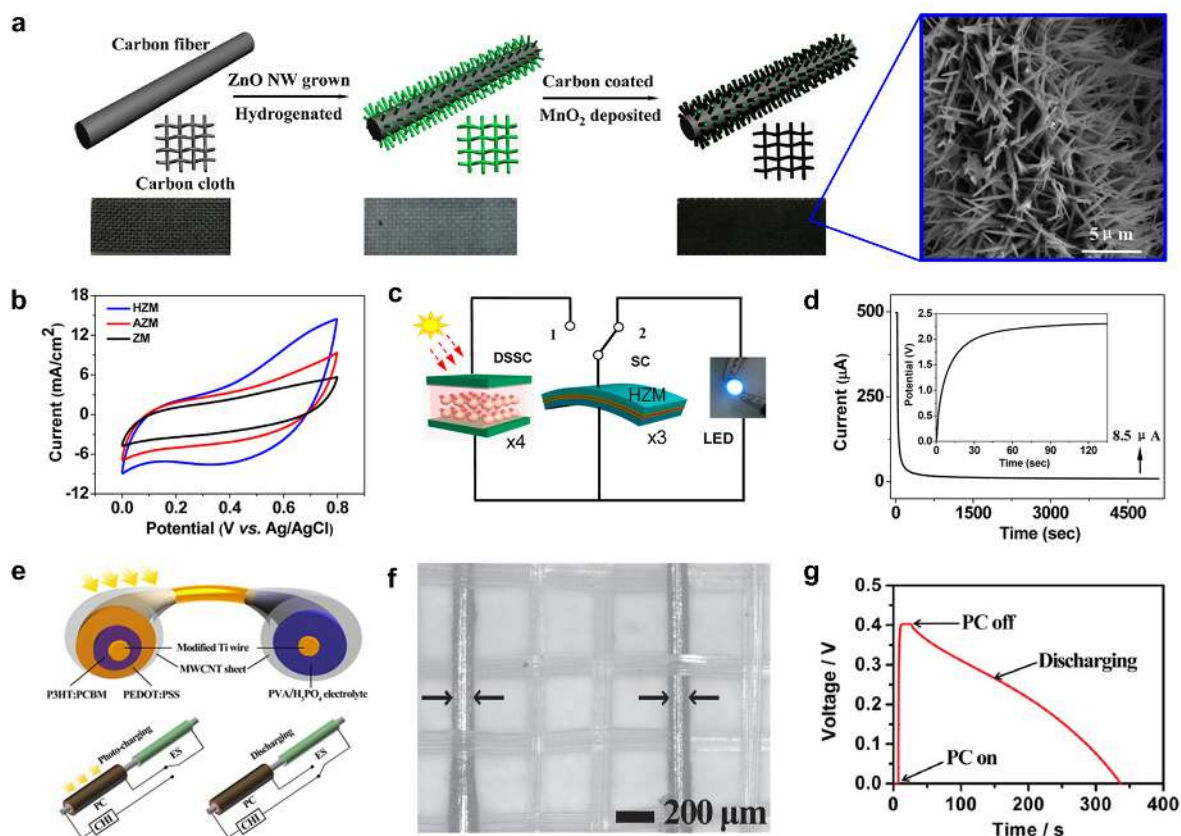 a
Carbon fiber
ZnO NW grown
Hydrogenated
Carbon coated
MnO₂ deposited
Carbon cloth
5 μm
b
18
12
6
0
-6
-12
HZM
AZM
ZM
Current (mA/cm²)
0.0 0.2 0.4 0.6 0.8
Potential (V vs. Ag/AgCl)
c
1
2
DSSC
SC
HZM
x4
x3
LED
d
500
250
0
Current (μA)
2.5
2.0
1.5
1.0
0.5
0.0
Potential (V)
0 30 60 90 120
Time (sec)
8.5 μA
0 1500 3000 4500
Time (sec)
e
Modified Ti wire
MWCNT sheet
P3HT:PCBM
PEDOT:PSS
PVA/H₃PO₄ electrolyte
Photo-charging
ES
PC
CHI
Discharging
ES
PC
CHI
f
200 μm
g
0.5
0.4
0.3
0.2
0.1
0.0
Voltage / V
PC off
Discharging
PC on
0 100 200 300 400
Time / s